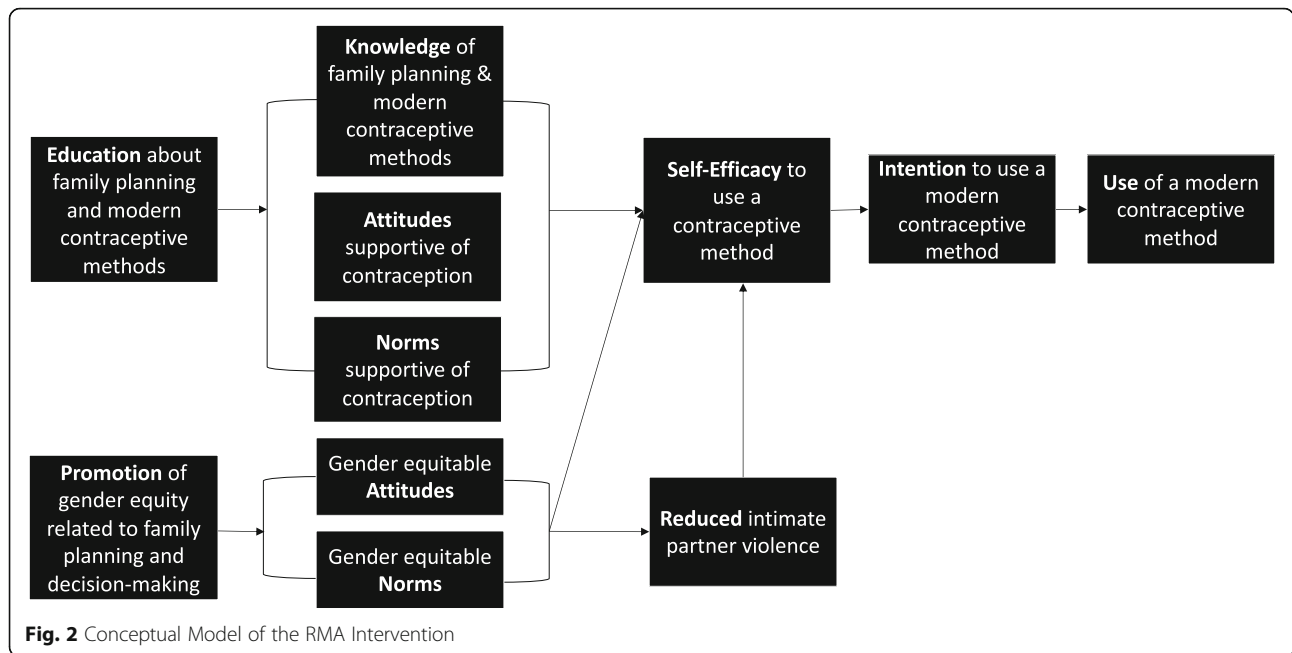 Education about
family planning
and modern
contraceptive
methods
Knowledge of
family planning &
modern
contraceptive
methods
Attitudes
supportive of
contraception
Norms
supportive of
contraception
Self-Efficacy to
use a
contraceptive
method
Intention to use a
modern
contraceptive
method
Use of a modern
contraceptive
method
Promotion of
gender equity
related to family
planning and
decision-making
Gender equitable
Attitudes
Gender equitable
Norms
Reduced intimate
partner violence
Fig. 2 Conceptual Model of the RMA Intervention